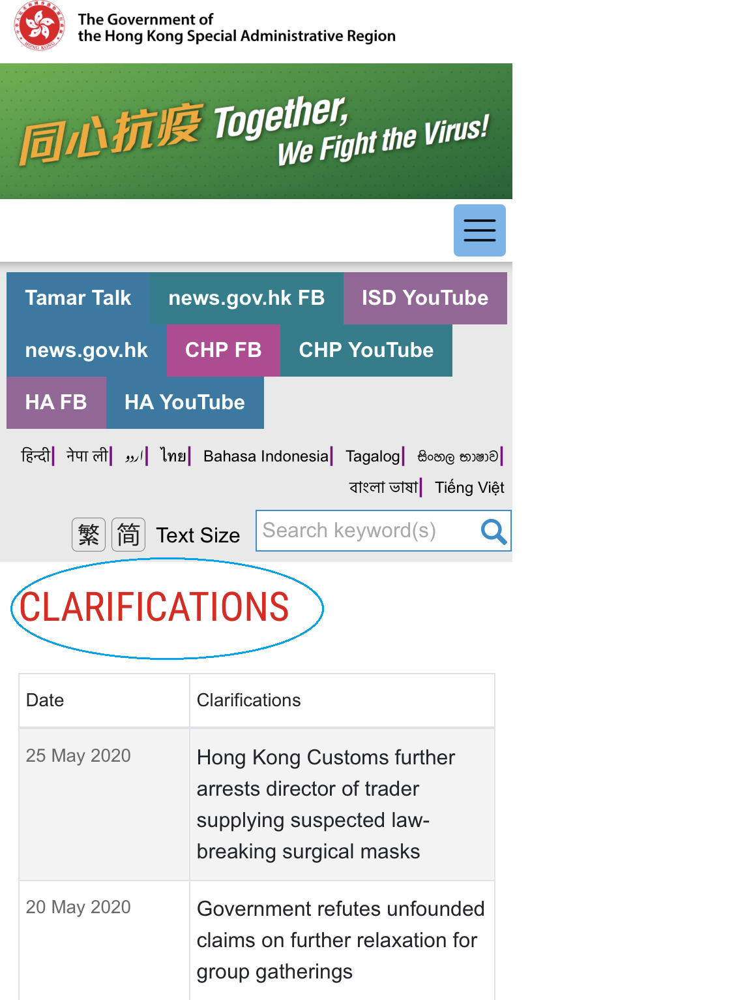 The Government of
the Hong Kong Special Administrative Region
HONG KONG
同心抗疫 Together,
We Fight the Virus!
Tamar Talk news.gov.hk FB ISD YouTube
news.gov.hk CHP FB CHP YouTube
HA FB HA YouTube
हिन्दी नेपा ली اردو ไทย Bahasa Indonesia Tagalog සිංහල භාෂාව
বাংলা ভাষা Tiếng Việt
繁 简 Text Size Search keyword(s)
CLARIFICATIONS
Date Clarifications
25 May 2020 Hong Kong Customs further
arrests director of trader
supplying suspected law-
breaking surgical masks
20 May 2020 Government refutes unfounded
claims on further relaxation for
group gatherings